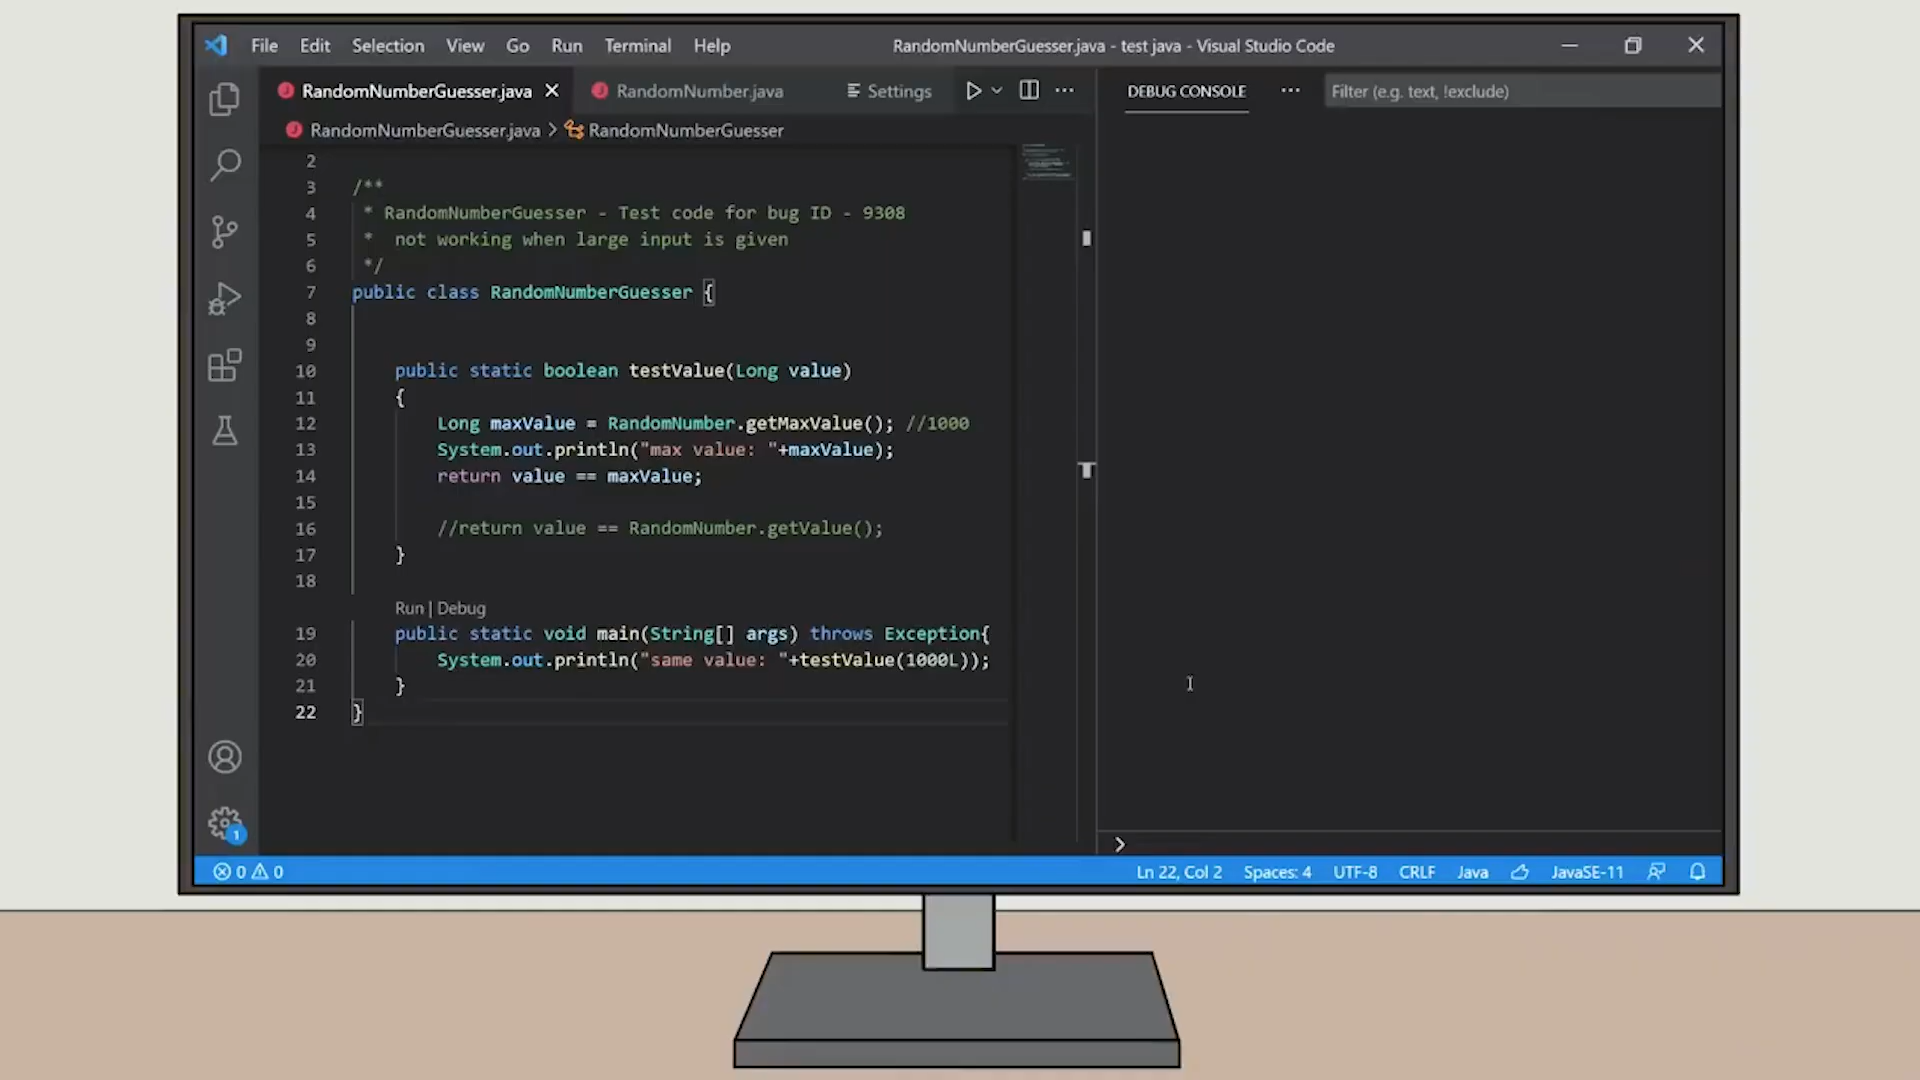 File Edit Selection View Go Run Terminal Help
RandomNumberGuesser.java - test java - Visual Studio Code
RandomNumberGuesser.java RandomNumber.java Settings
DEBUG CONSOLE Filter (e.g. text, !exclude)
RandomNumberGuesser.java > RandomNumberGuesser
2
3 /**
4 * RandomNumberGuesser - Test code for bug ID - 9308
5 * not working when large input is given
6 */
7 public class RandomNumberGuesser {
8
9
10 public static boolean testValue(Long value)
11 {
12 Long maxValue = RandomNumber.getMaxValue(); //1000
13 System.out.println("max value: "+maxValue);
14 return value == maxValue;
15
16 //return value == RandomNumber.getValue();
17 }
18
Run | Debug
19 public static void main(String[] args) throws Exception{
20 System.out.println("same value: "+testValue(1000L));
21 }
22 }
1
0 0 Ln 22, Col 2 Spaces: 4 UTF-8 CRLF Java JavaSE-11